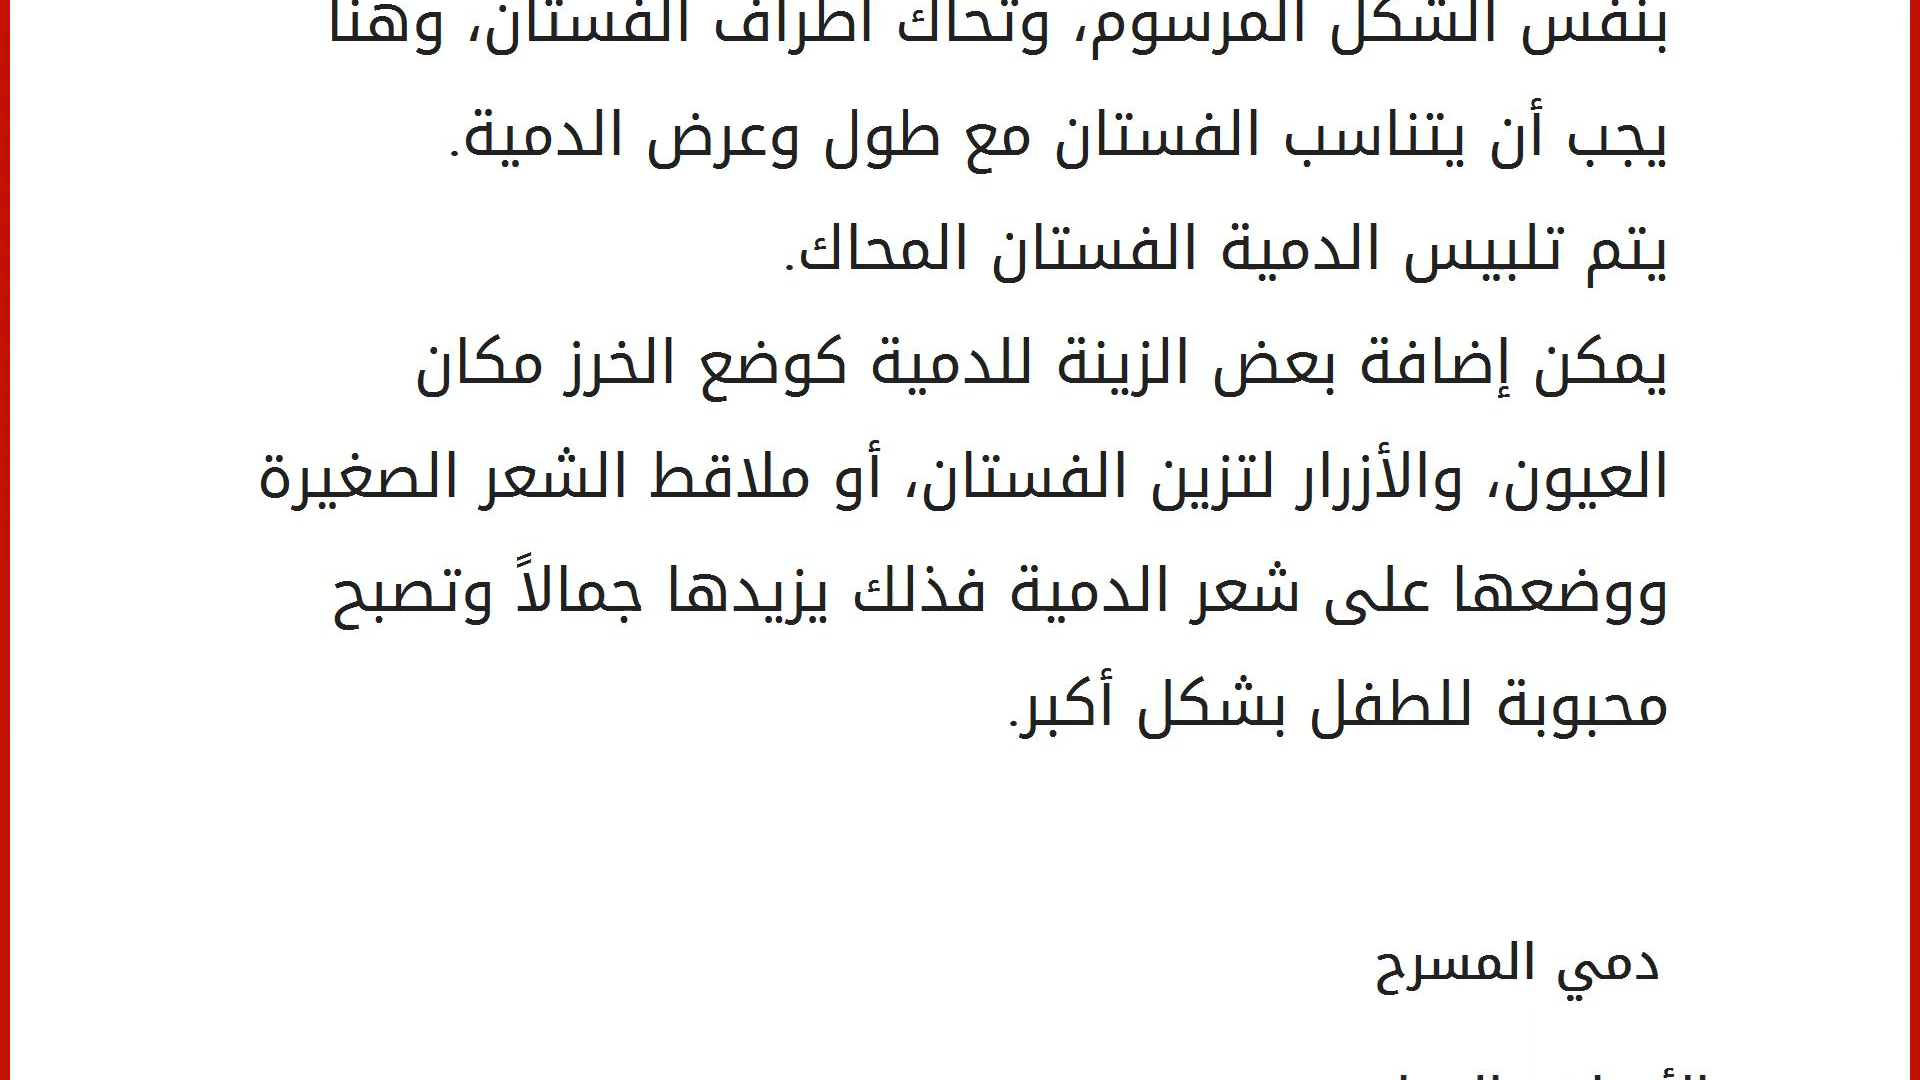 بنفس الشكل المرسوم، وتحاك أطراف الفستان، وهنا
يجب أن يتناسب الفستان مع طول وعرض الدمية.
يتم تلبيس الدمية الفستان المحاك.
يمكن إضافة بعض الزينة للدمية كوضع الخرز مكان
العيون، والأزرار لتزين الفستان، أو ملاقط الشعر الصغيرة
ووضعها على شعر الدمية فذلك يزيدها جمالاً وتصبح
محبوبة للطفل بشكل أكبر.
دمي المسرح